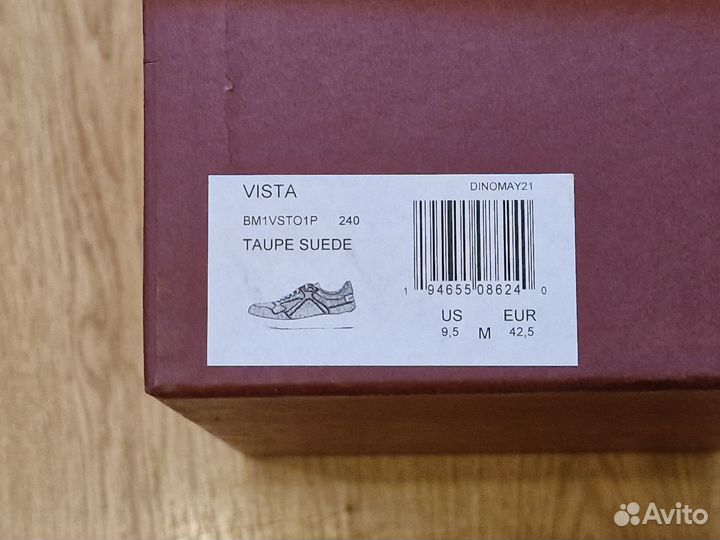 VISTA DINOMAY21
BM1VSTO1P 240
TAUPE SUEDE
1 94655 08624 0
US EUR
9,5 M 42,5
Avito